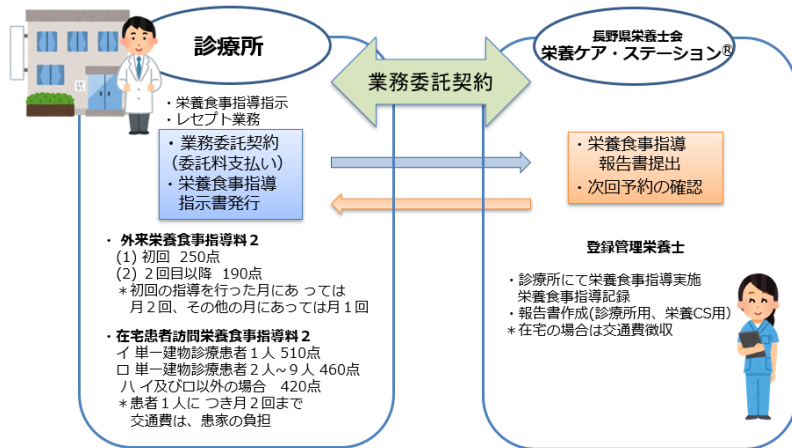 診療所
業務委託契約
長野県栄養士会
栄養ケア・ステーション®
・栄養食事指導指示
・レセプト業務
・業務委託契約
(委託料支払い)
・栄養食事指導
指示書発行
・栄養食事指導
報告書提出
・次回予約の確認
・ 外来栄養食事指導料２
(1) 初回 250点
(2) ２回目以降 190点
＊初回の指導を行った月にあ っては
月２回、その他の月にあっては月１回
・在宅患者訪問栄養食事指導料２
イ 単一建物診療患者１人 510点
ロ 単一建物診療患者２人~９人 460点
ハ イ及びロ以外の場合 420点
＊患者１人に つき月２回まで
交通費は、患家の負担
登録管理栄養士
・診療所にて栄養食事指導実施
栄養食事指導記録
・報告書作成(診療所用、栄養CS用)
＊在宅の場合は交通費徴収